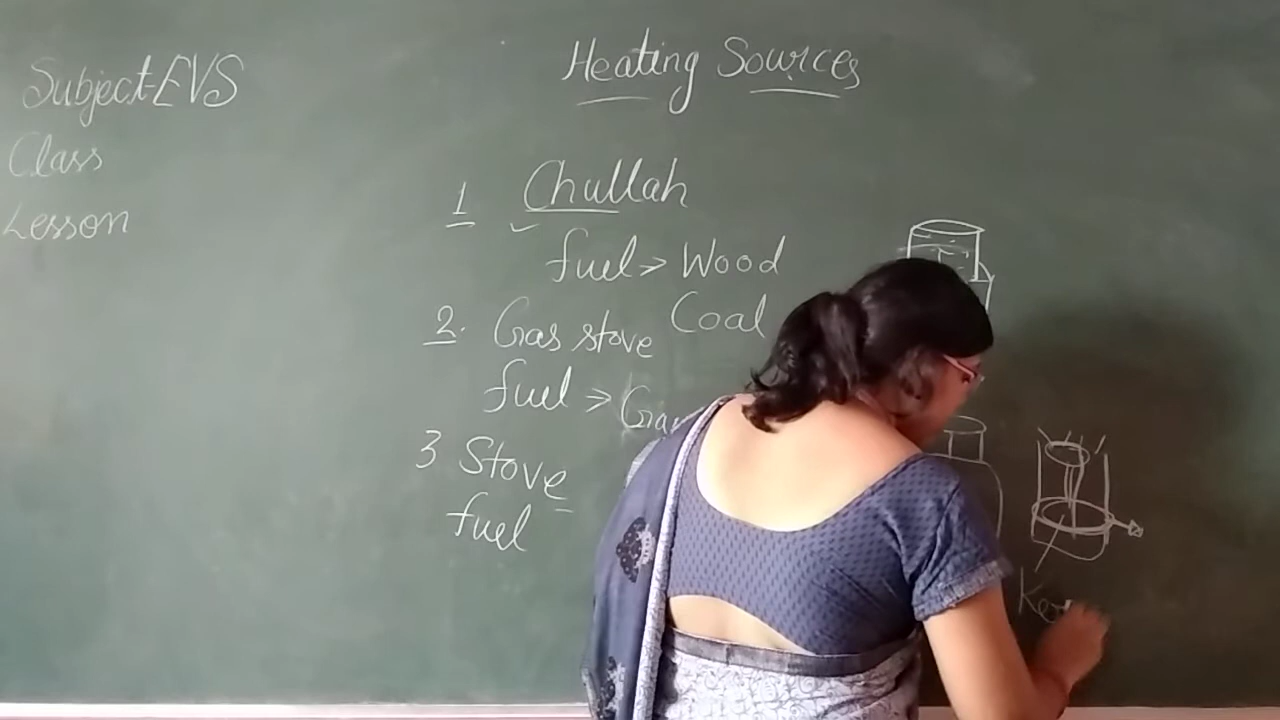 Subject-EVS
Class
Lesson
Heating Sources
1 Chullah
fuel > Wood
Coal
2. Gas stove
fuel >
3 Stove
fuel